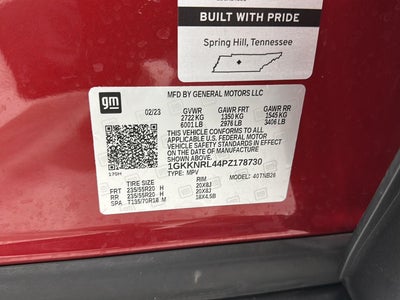 BUILT WITH PRIDE
Spring Hill, Tennessee
gm
MFD BY GENERAL MOTORS LLC
02/23 GVWR GAWR FRT GAWR RR
2722 KG 1350 KG 1545 KG
6001 LB 2976 LB 3406 LB
THIS VEHICLE CONFORMS TO ALL
APPLICABLE U.S. FEDERAL MOTOR
VEHICLE SAFETY STANDARDS IN EFFECT
ON THE DATE OF MANUFACTURE
SHOWN ABOVE.
1GKKNRL44PZ178730
TYPE: MPV MODEL: 40TNB26
TIRE SIZE RIM
FRT 235/55R20 H 20X8J
RR 235/55R20 H 20X8J
SPA T135/70R18 M 18X4.5B